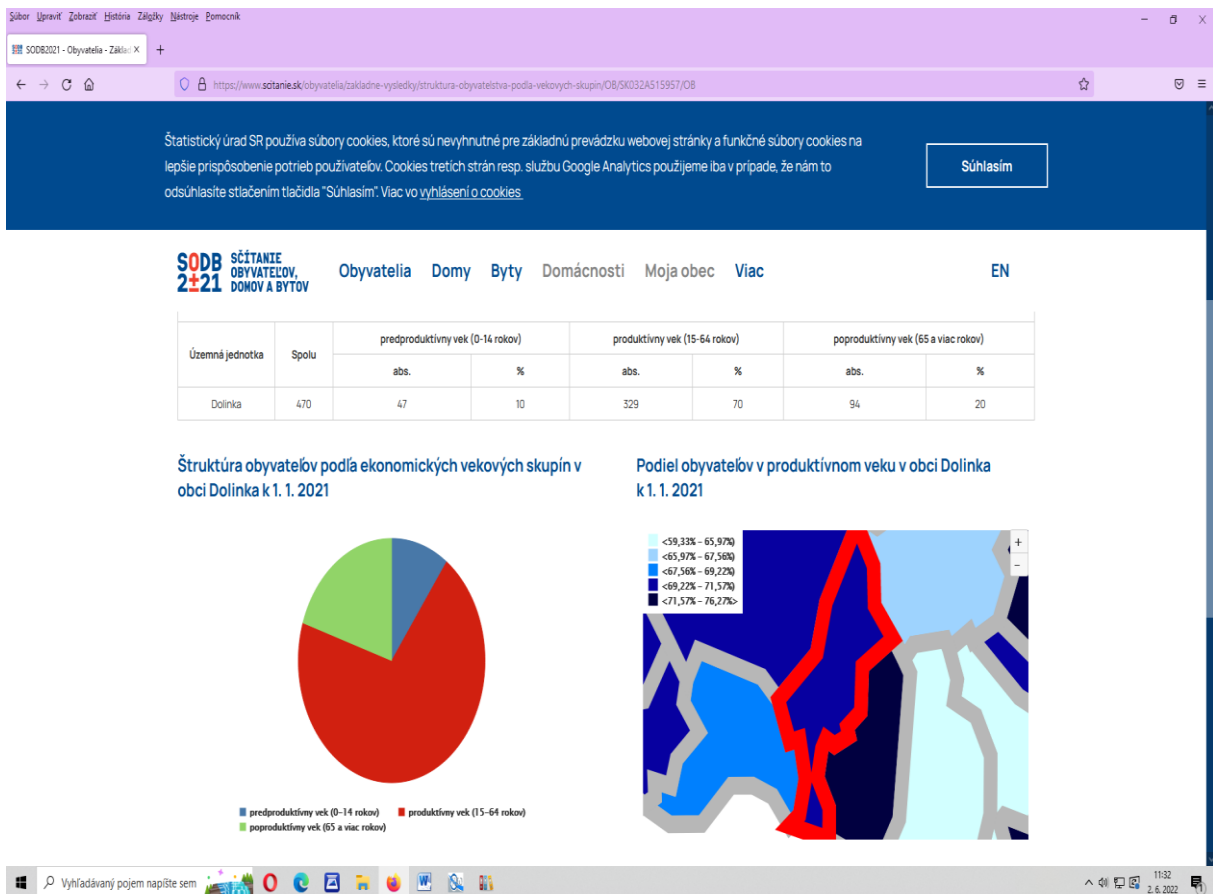 Súbor Upraviť Zobraziť História Záložky Nástroje Pomocník
SODB2021 - Obyvatelia - Základ
https://www.scitanie.sk/obyvatelia/zakladne-vysledky/struktura-obyvatelstva-podla-vekovych-skupin/OB/SK032A515957/OB
Štatistický úrad SR používa súbory cookies, ktoré sú nevyhnutné pre základnú prevádzku webovej stránky a funkčné súbory cookies na
lepšie prispôsobenie potrieb používateľov. Cookies tretích strán resp. službu Google Analytics použijeme iba v prípade, že nám to
odsúhlasíte stlačením tlačidla "Súhlasím". Viac vo vyhlásení o cookies
Súhlasím
SODB 2±21 SČÍTANIE
OBYVATEĽOV,
DOMOV A BYTOV
Obyvatelia Domy Byty Domácnosti Moja obec Viac EN
Územná jednotka Spolu predproduktívny vek (0-14 rokov) produktívny vek (15-64 rokov) poproduktívny vek (65 a viac rokov)
abs. % abs. % abs. %
Dolinka 470 47 10 329 70 94 20
Štruktúra obyvateľov podľa ekonomických vekových skupín v
obci Dolinka k 1. 1. 2021
Podiel obyvateľov v produktívnom veku v obci Dolinka
k 1. 1. 2021
<59,33% – 65,97%)
<65,97% – 67,56%)
<67,56% – 69,22%)
<69,22% – 71,57%)
<71,57% – 76,27%>
+
-
predproduktívny vek (0–14 rokov) produktívny vek (15–64 rokov)
poproduktívny vek (65 a viac rokov)
Vyhľadávaný pojem napíšte sem
11:32
2. 6. 2022